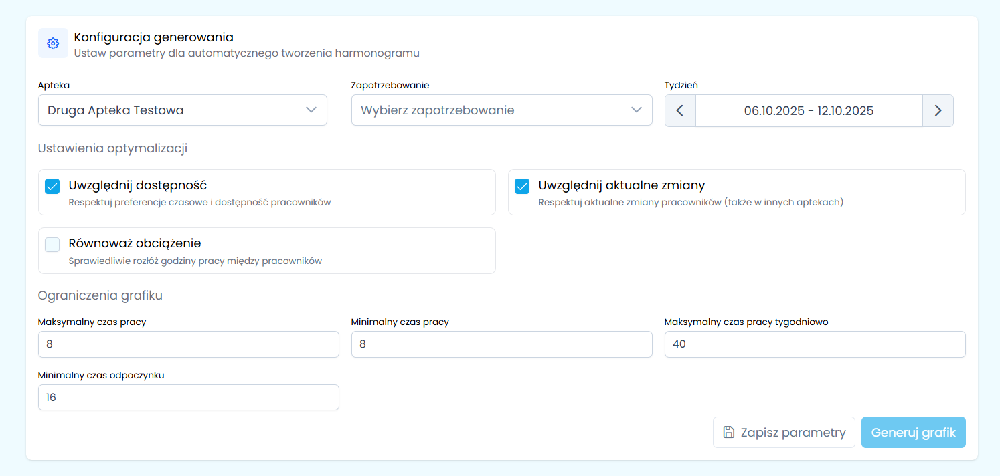 Konfiguracja generowania
Ustaw parametry dla automatycznego tworzenia harmonogramu
Apteka
Zapotrzebowanie
Tydzień
Druga Apteka Testowa
Wybierz zapotrzebowanie
06.10.2025 - 12.10.2025
Ustawienia optymalizacji
Uwzględnij dostępność
Respektuj preferencje czasowe i dostępność pracowników
Uwzględnij aktualne zmiany
Respektuj aktualne zmiany pracowników (także w innych aptekach)
Równoważ obciążenie
Sprawiedliwie rozłóż godziny pracy między pracowników
Ograniczenia grafiku
Maksymalny czas pracy
Minimalny czas pracy
Maksymalny czas pracy tygodniowo
8
8
40
Minimalny czas odpoczynku
16
Zapisz parametry
Generuj grafik